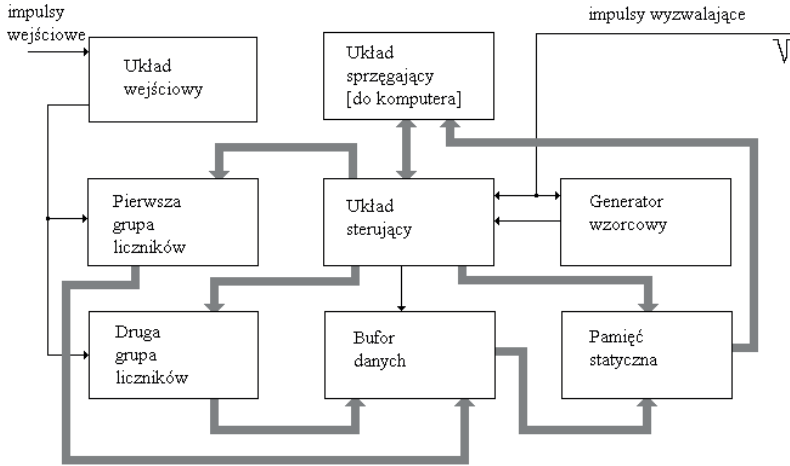 impulsy
wejściowe
impulsy wyzwalające
Układ
wejściowy
Układ
sprzęgający
[do komputera]
Pierwsza
grupa
liczników
Układ
sterujący
Generator
wzorcowy
Druga
grupa
liczników
Bufor
danych
Pamięć
statyczna